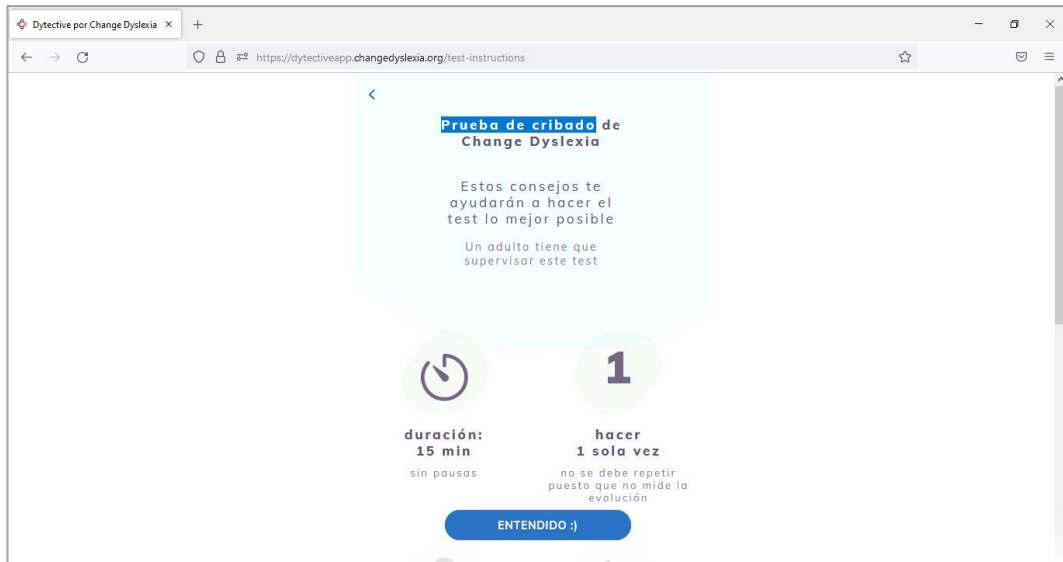 Dytective por Change Dyslexia
https://dytectiveapp.changedyslexia.org/test-instructions
Prueba de cribado de
Change Dyslexia
Estos consejos te
ayudarán a hacer el
test lo mejor posible
Un adulto tiene que
supervisar este test
1
duración:
15 min
sin pausas
hacer
1 sola vez
no se debe repetir
puesto que no mide la
evolución
ENTENDIDO :)